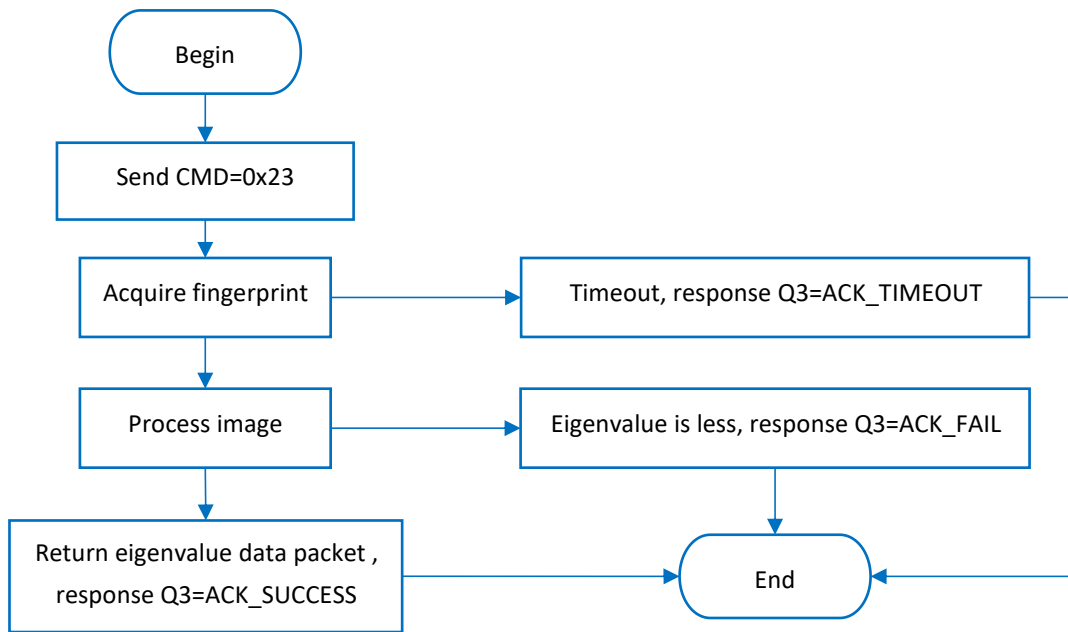 Begin
Send CMD=0x23
Acquire fingerprint
Timeout, response Q3=ACK_TIMEOUT
Process image
Eigenvalue is less, response Q3=ACK_FAIL
Return eigenvalue data packet ,
response Q3=ACK_SUCCESS
End